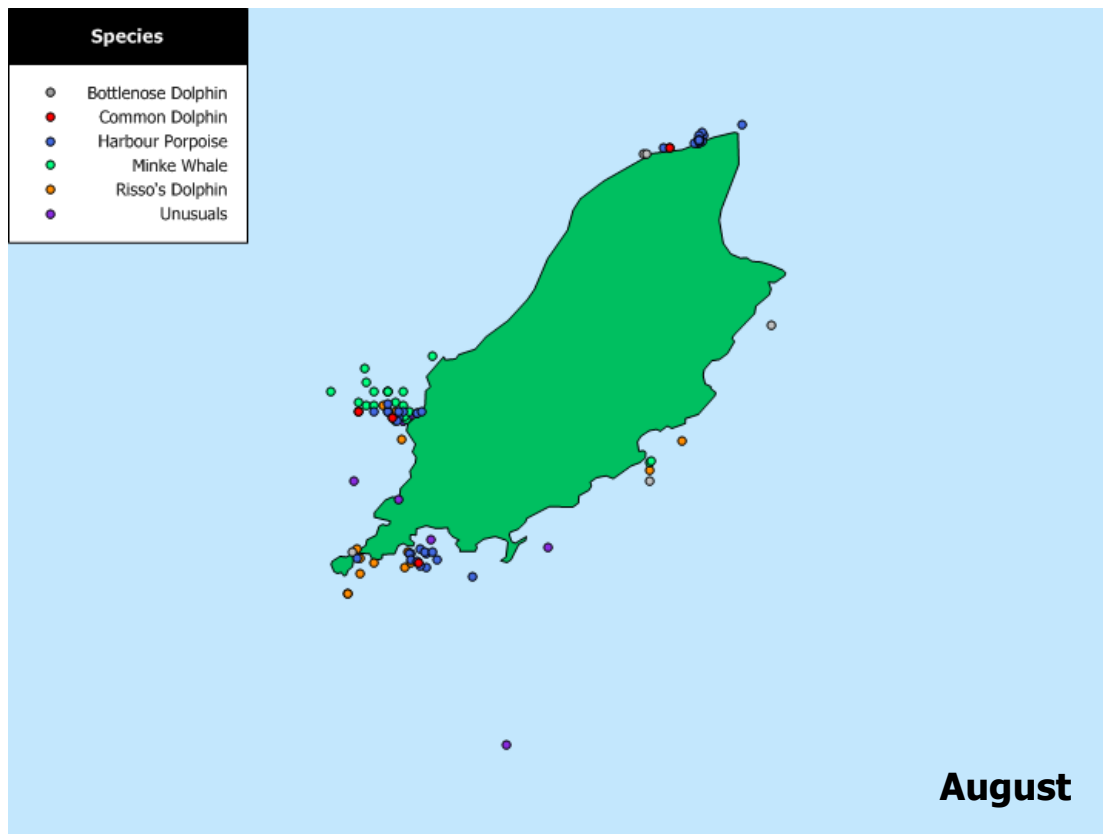 Species
Bottlenose Dolphin
Common Dolphin
Harbour Porpoise
Minke Whale
Risso's Dolphin
Unusuals
August